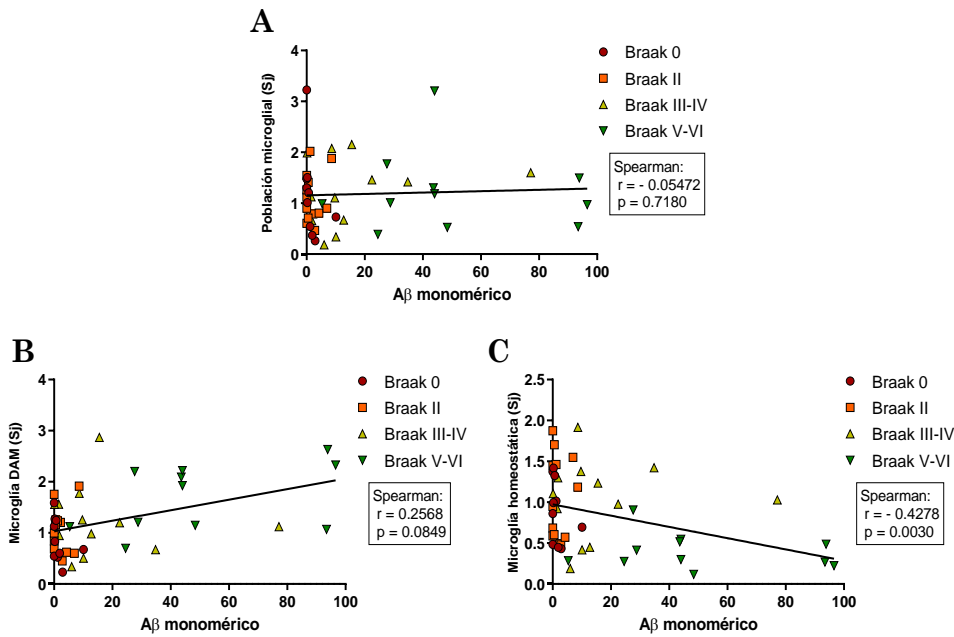 A
Población microglial (Sj)
4
3
2
1
0
0 20 40 60 80 100
Aβ monomérico
Braak 0
Braak II
Braak III-IV
Braak V-VI
Spearman:
r = - 0.05472
p = 0.7180
B
Microglía DAM (Sj)
4
3
2
1
0
0 20 40 60 80 100
Aβ monomérico
Braak 0
Braak II
Braak III-IV
Braak V-VI
Spearman:
r = 0.2568
p = 0.0849
C
Microglía homeostática (Sj)
2.5
2.0
1.5
1.0
0.5
0.0
0 20 40 60 80 100
Aβ monomérico
Braak 0
Braak II
Braak III-IV
Braak V-VI
Spearman:
r = - 0.4278
p = 0.0030